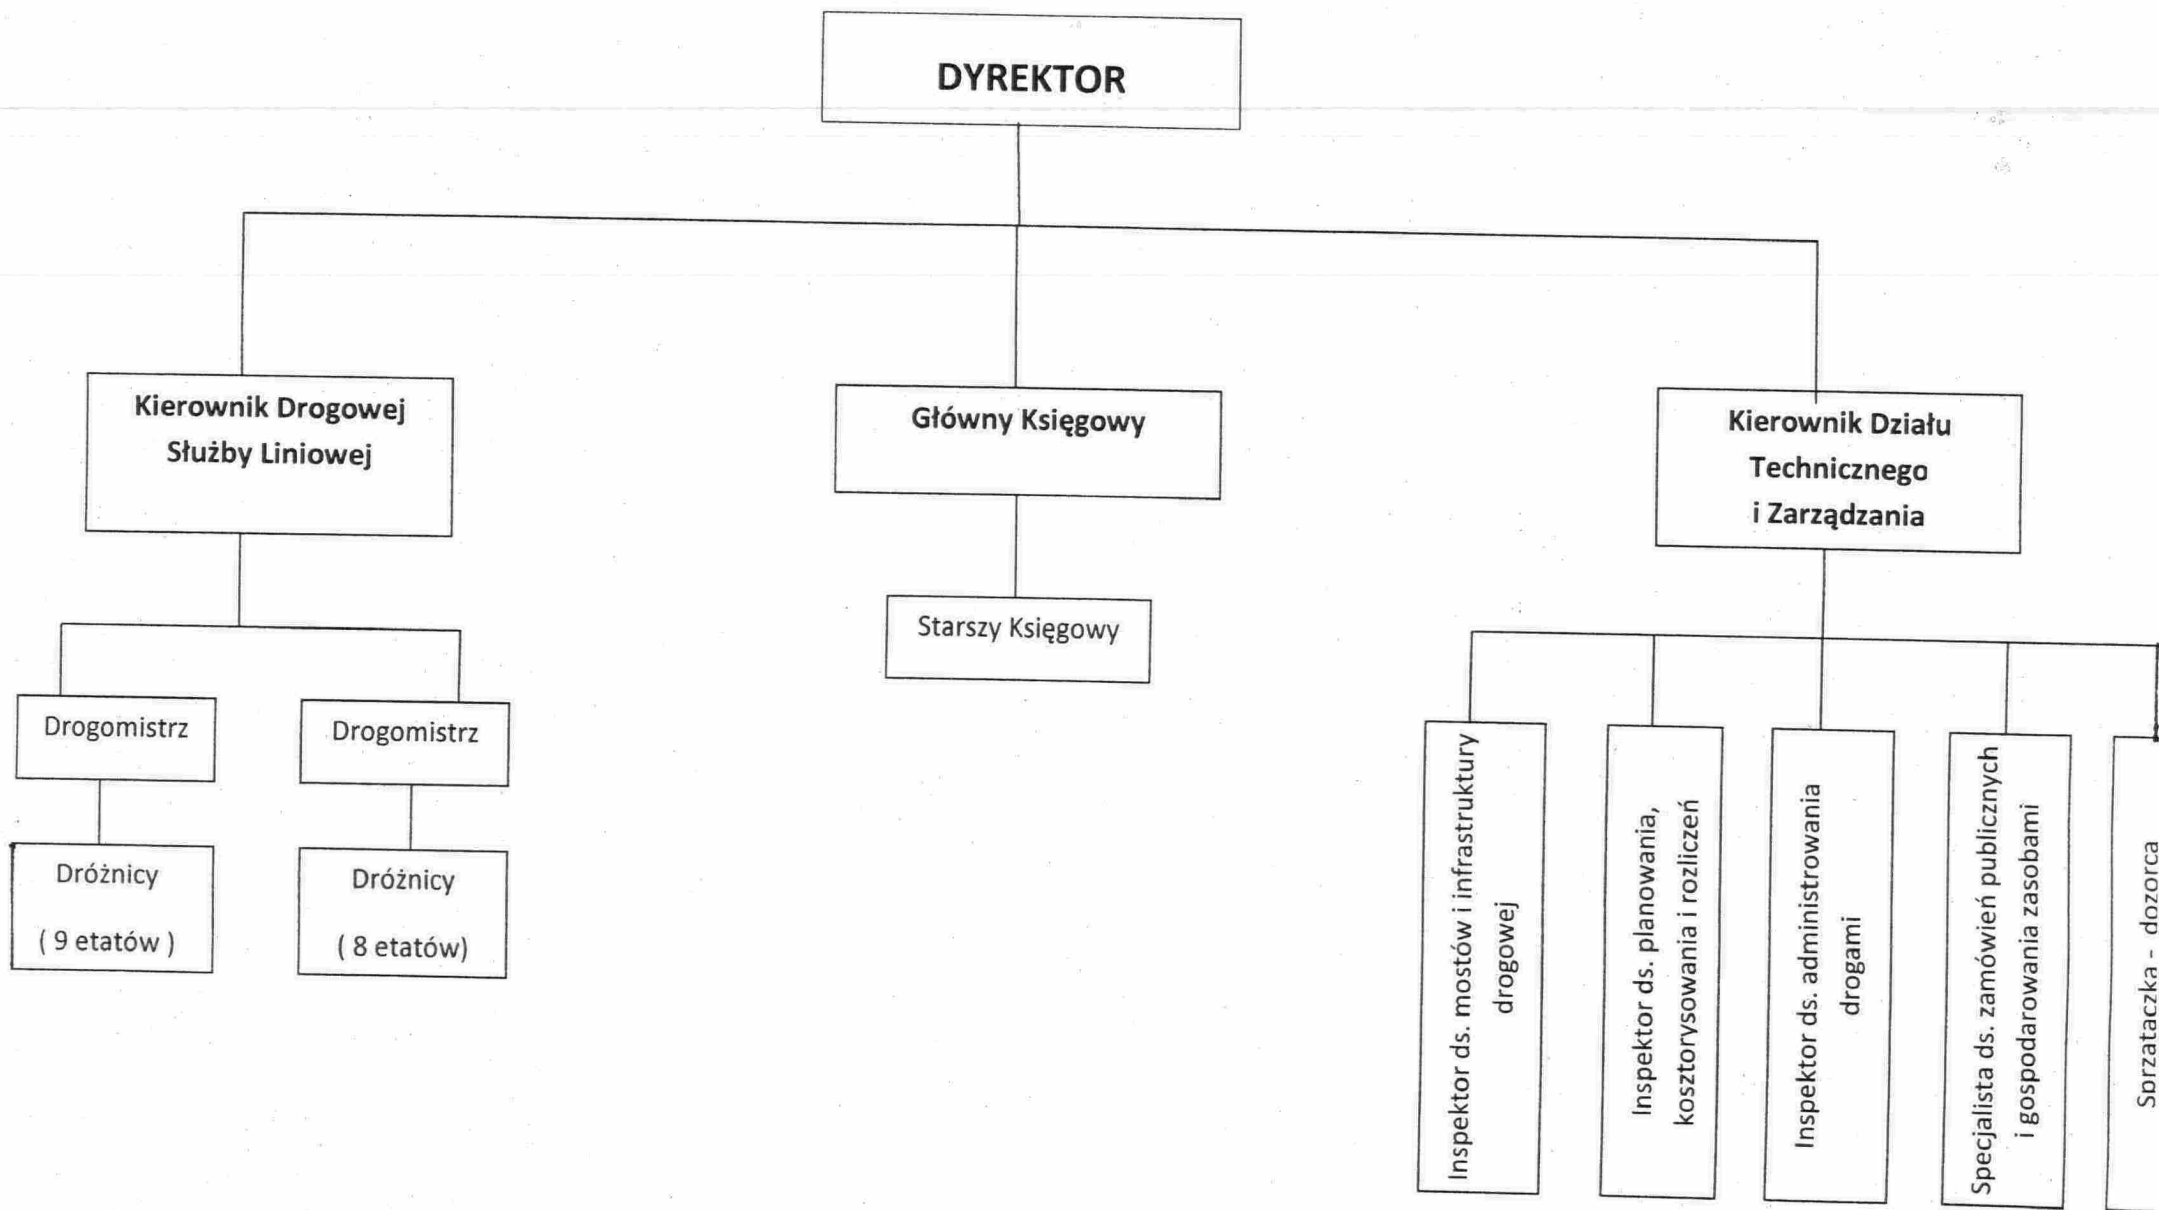 DYREKTOR
Kierownik Drogowej
Służby Liniowej
Główny Księgowy
Kierownik Działu
Technicznego
i Zarządzania
Starszy Księgowy
Drogomistrz
Drogomistrz
Dróżnicy
( 9 etatów )
Dróżnicy
( 8 etatów)
Inspektor ds. mostów i infrastruktury
drogowej
Inspektor ds. planowania,
kosztorysowania i rozliczeń
Inspektor ds. administrowania
drogami
Specjalista ds. zamówień publicznych
i gospodarowania zasobami
Sprzątaczka - dozorca